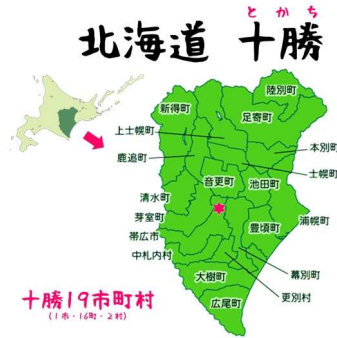 とかち
北海道 十勝
陸別町
新得町
足寄町
上士幌町
本別町
鹿追町
士幌町
音更町
池田町
清水町
浦幌町
芽室町
豊頃町
帯広市
中札内村
幕別町
大樹町
更別村
十勝19市町村
(1市・16町・2村)
広尾町